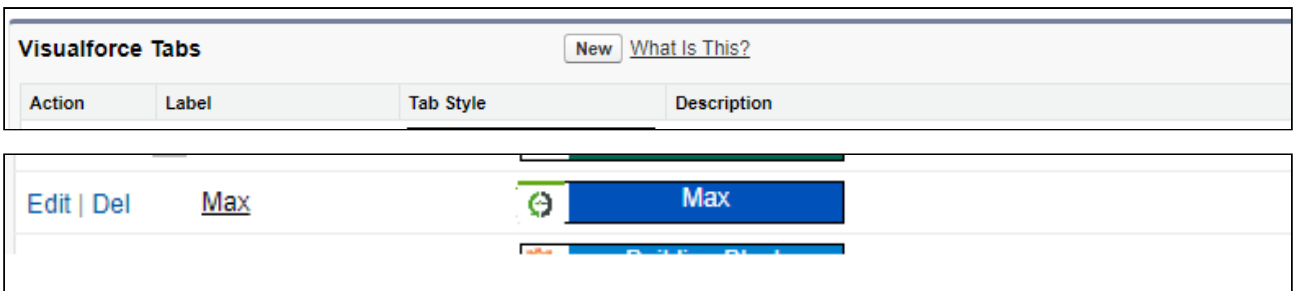 Visualforce Tabs New What Is This?
Action Label Tab Style Description
Edit | Del Max Max